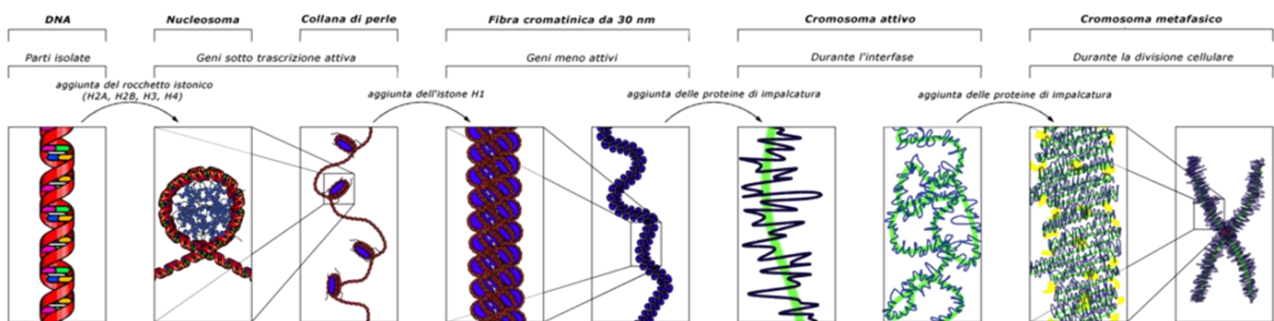 DNA
Nucleosoma
Collana di perle
Fibra cromatinica da 30 nm
Cromosoma attivo
Cromosoma metafasico
Parti isolate
Geni sotto trascrizione attiva
Geni meno attivi
Durante l'interfase
Durante la divisione cellulare
aggiunta del rocchetto istonico
(H2A, H2B, H3, H4)
aggiunta dell'istone H1
aggiunta delle proteine di impalcatura
aggiunta delle proteine di impalcatura